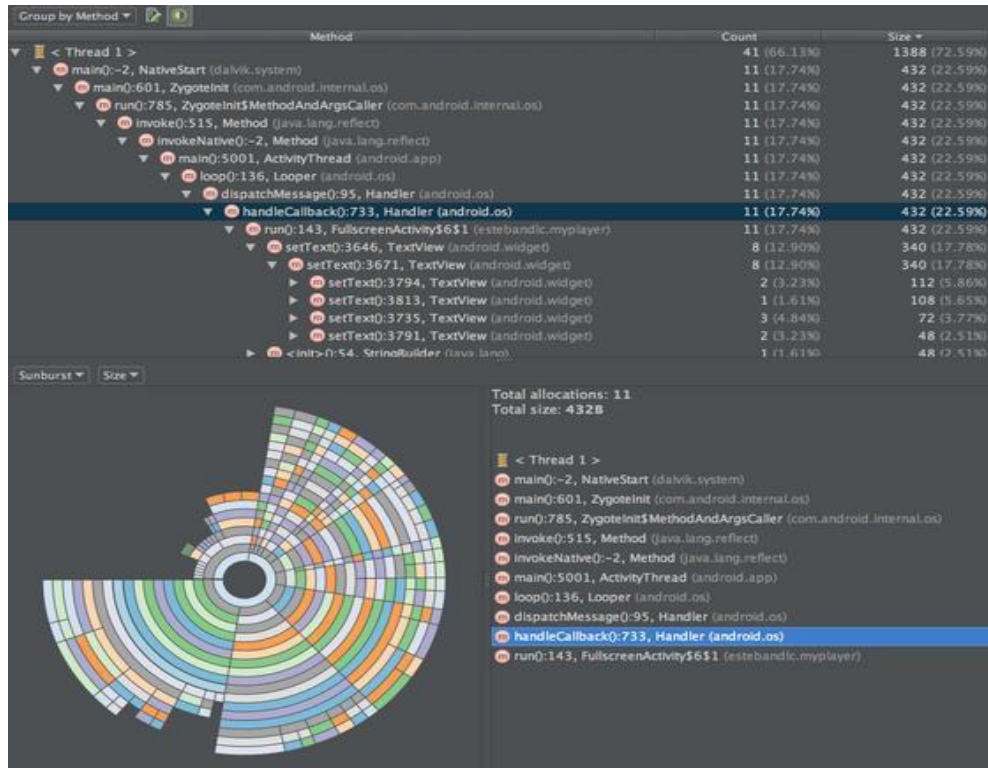 Group by Method
Method Count Size
< Thread 1 > 41 (66.13%) 1388 (72.59%)
main():-2, NativeStart (dalvik.system) 11 (17.74%) 432 (22.59%)
main():601, ZygoteInit (com.android.internal.os) 11 (17.74%) 432 (22.59%)
run():785, ZygoteInit$MethodAndArgsCaller (com.android.internal.os) 11 (17.74%) 432 (22.59%)
invoke():515, Method (java.lang.reflect) 11 (17.74%) 432 (22.59%)
invokeNative():-2, Method (java.lang.reflect) 11 (17.74%) 432 (22.59%)
main():5001, ActivityThread (android.app) 11 (17.74%) 432 (22.59%)
loop():136, Looper (android.os) 11 (17.74%) 432 (22.59%)
dispatchMessage():95, Handler (android.os) 11 (17.74%) 432 (22.59%)
handleCallback():733, Handler (android.os) 11 (17.74%) 432 (22.59%)
run():143, FullscreenActivity$6$1 (estebandlc.myplayer) 11 (17.74%) 432 (22.59%)
setText():3646, TextView (android.widget) 8 (12.90%) 340 (17.78%)
setText():3671, TextView (android.widget) 8 (12.90%) 340 (17.78%)
setText():3794, TextView (android.widget) 2 (3.23%) 112 (5.86%)
setText():3813, TextView (android.widget) 1 (1.61%) 108 (5.65%)
setText():3735, TextView (android.widget) 3 (4.84%) 72 (3.77%)
setText():3791, TextView (android.widget) 2 (3.23%) 48 (2.51%)
<init>():54, StringBuilder (java.lang) 1 (1.61%) 48 (2.51%)
Sunburst Size
Total allocations: 11
Total size: 432B
< Thread 1 >
main():-2, NativeStart (dalvik.system)
main():601, ZygoteInit (com.android.internal.os)
run():785, ZygoteInit$MethodAndArgsCaller (com.android.internal.os)
invoke():515, Method (java.lang.reflect)
invokeNative():-2, Method (java.lang.reflect)
main():5001, ActivityThread (android.app)
loop():136, Looper (android.os)
dispatchMessage():95, Handler (android.os)
handleCallback():733, Handler (android.os)
run():143, FullscreenActivity$6$1 (estebandlc.myplayer)